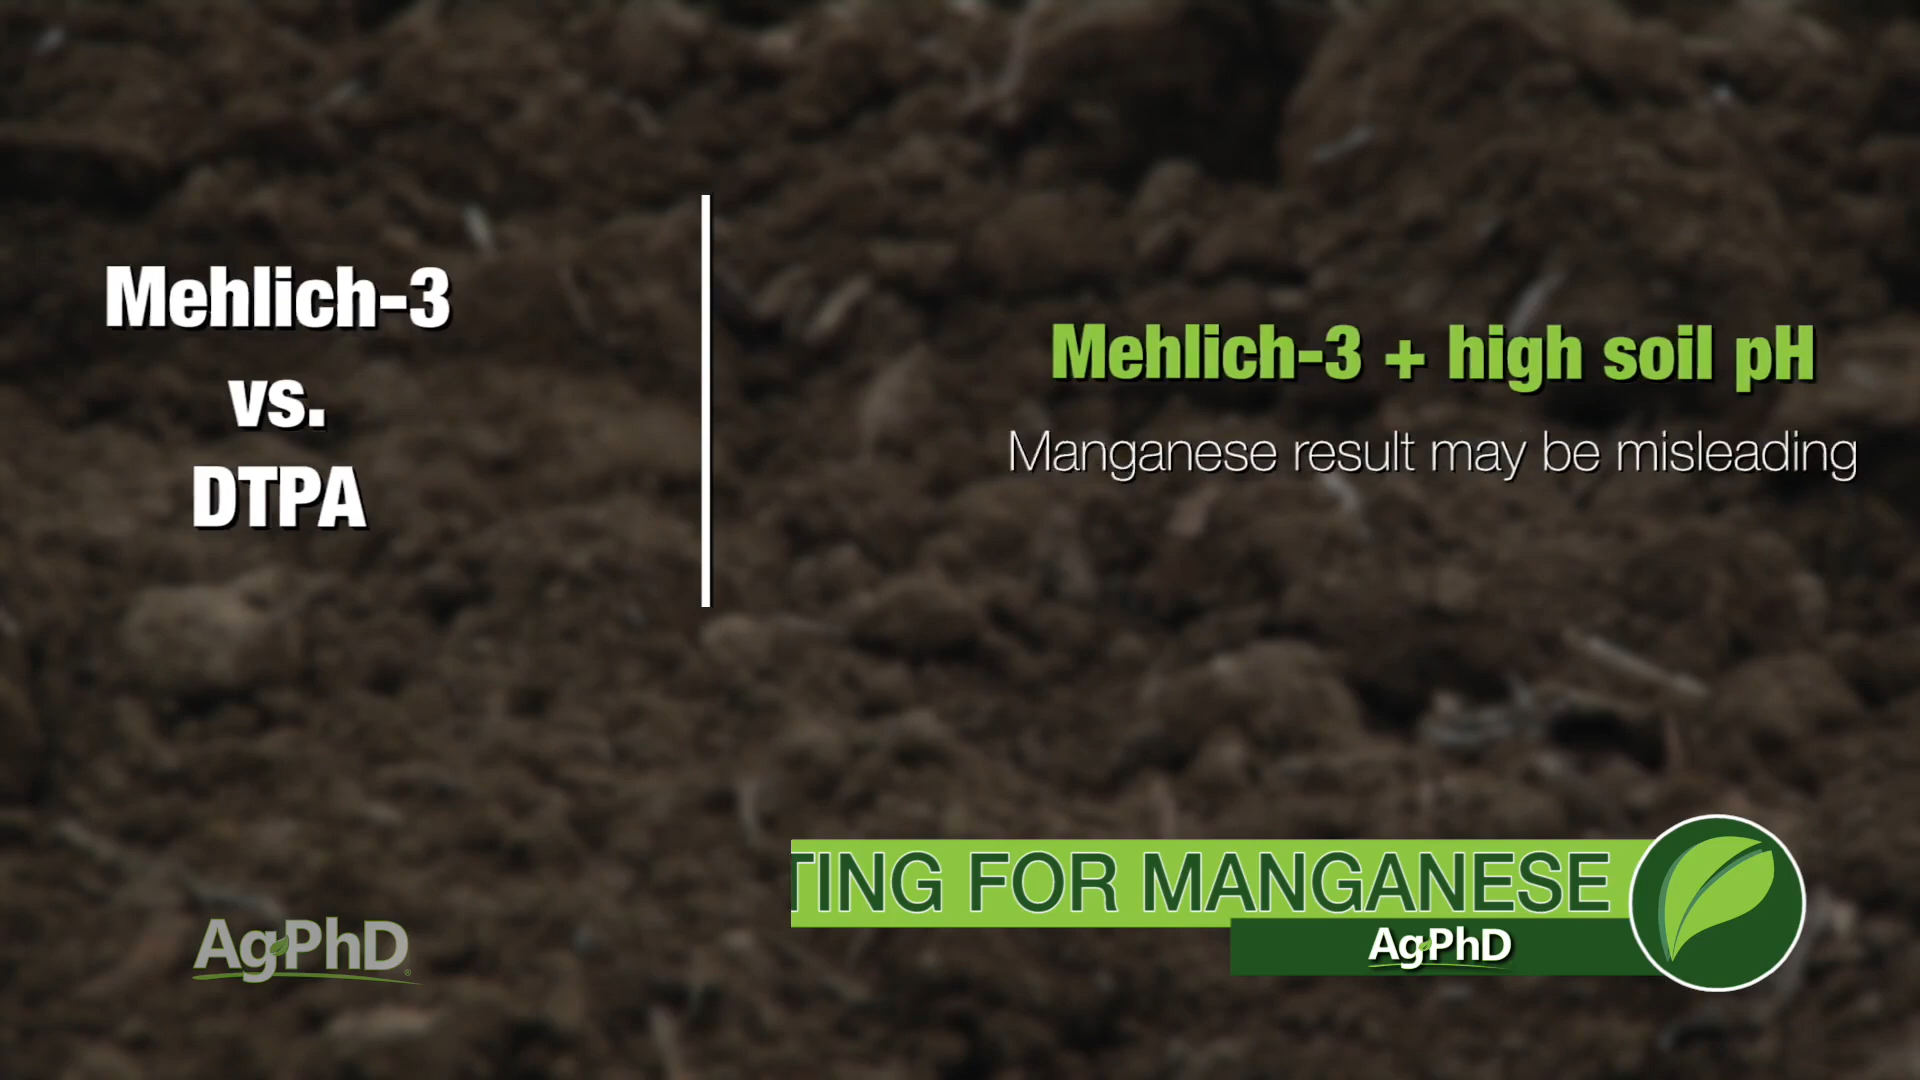 Mehlich-3
vs.
DTPA
Mehlich-3 + high soil pH
Manganese result may be misleading
TING FOR MANGANESE
AgPhD
AgPhD